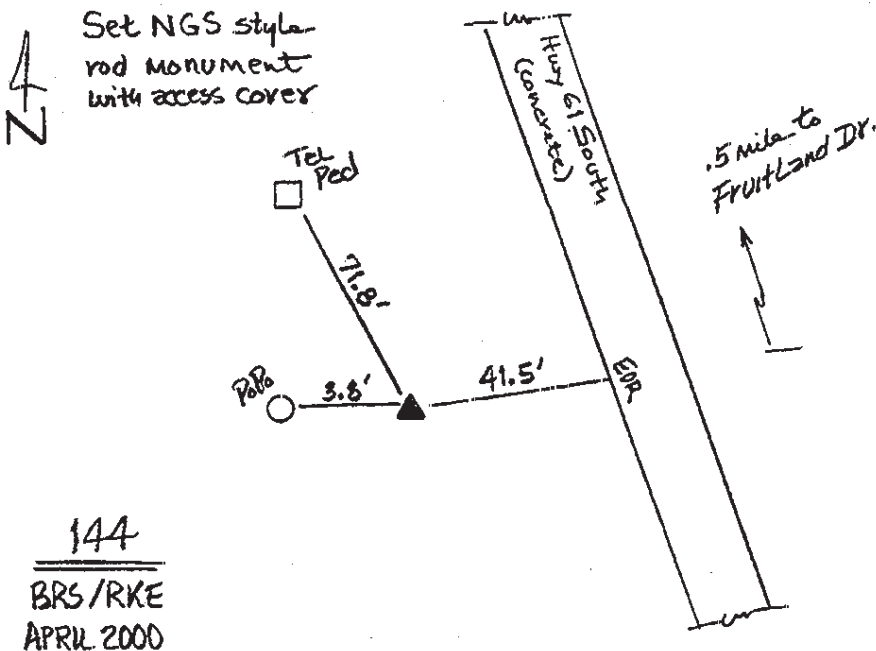 Set NGS style
rod Monument
with access cover
N
Hwy 61 South
(concrete)
.5 mile to
FruitLand Dr.
Tel
Ped
71.8'
PoPo
3.8'
41.5'
EOR
144
BRS/RKE
APRIL 2000